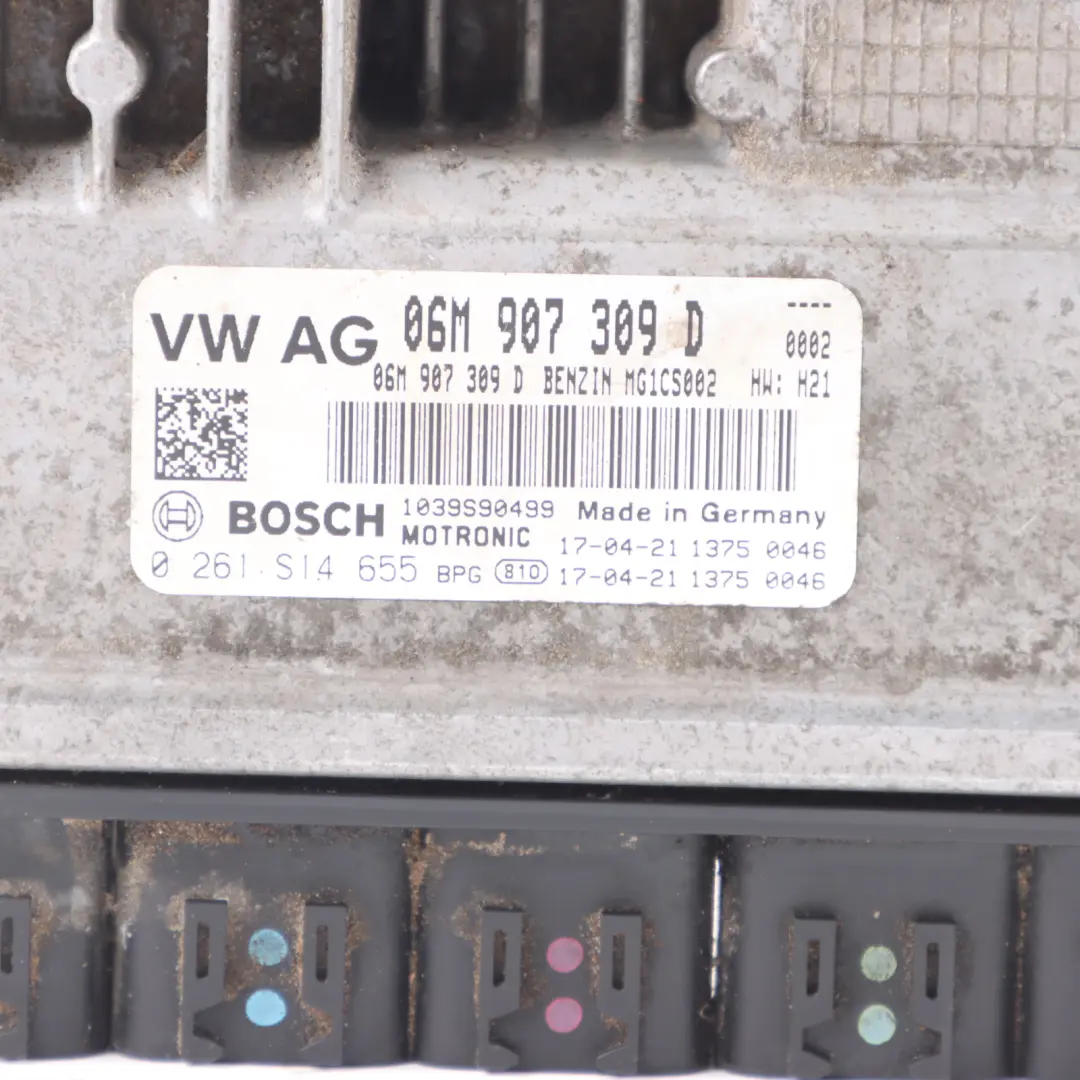 VW AG 06M 907 309 D ----
0002
06M 907 309 D BENZIN MG1CS002 HW: H21
BOSCH 1039S90499 Made in Germany
MOTRONIC 17-04-21 1375 0046
0 261 S14 655 BPG 810 17-04-21 1375 0046